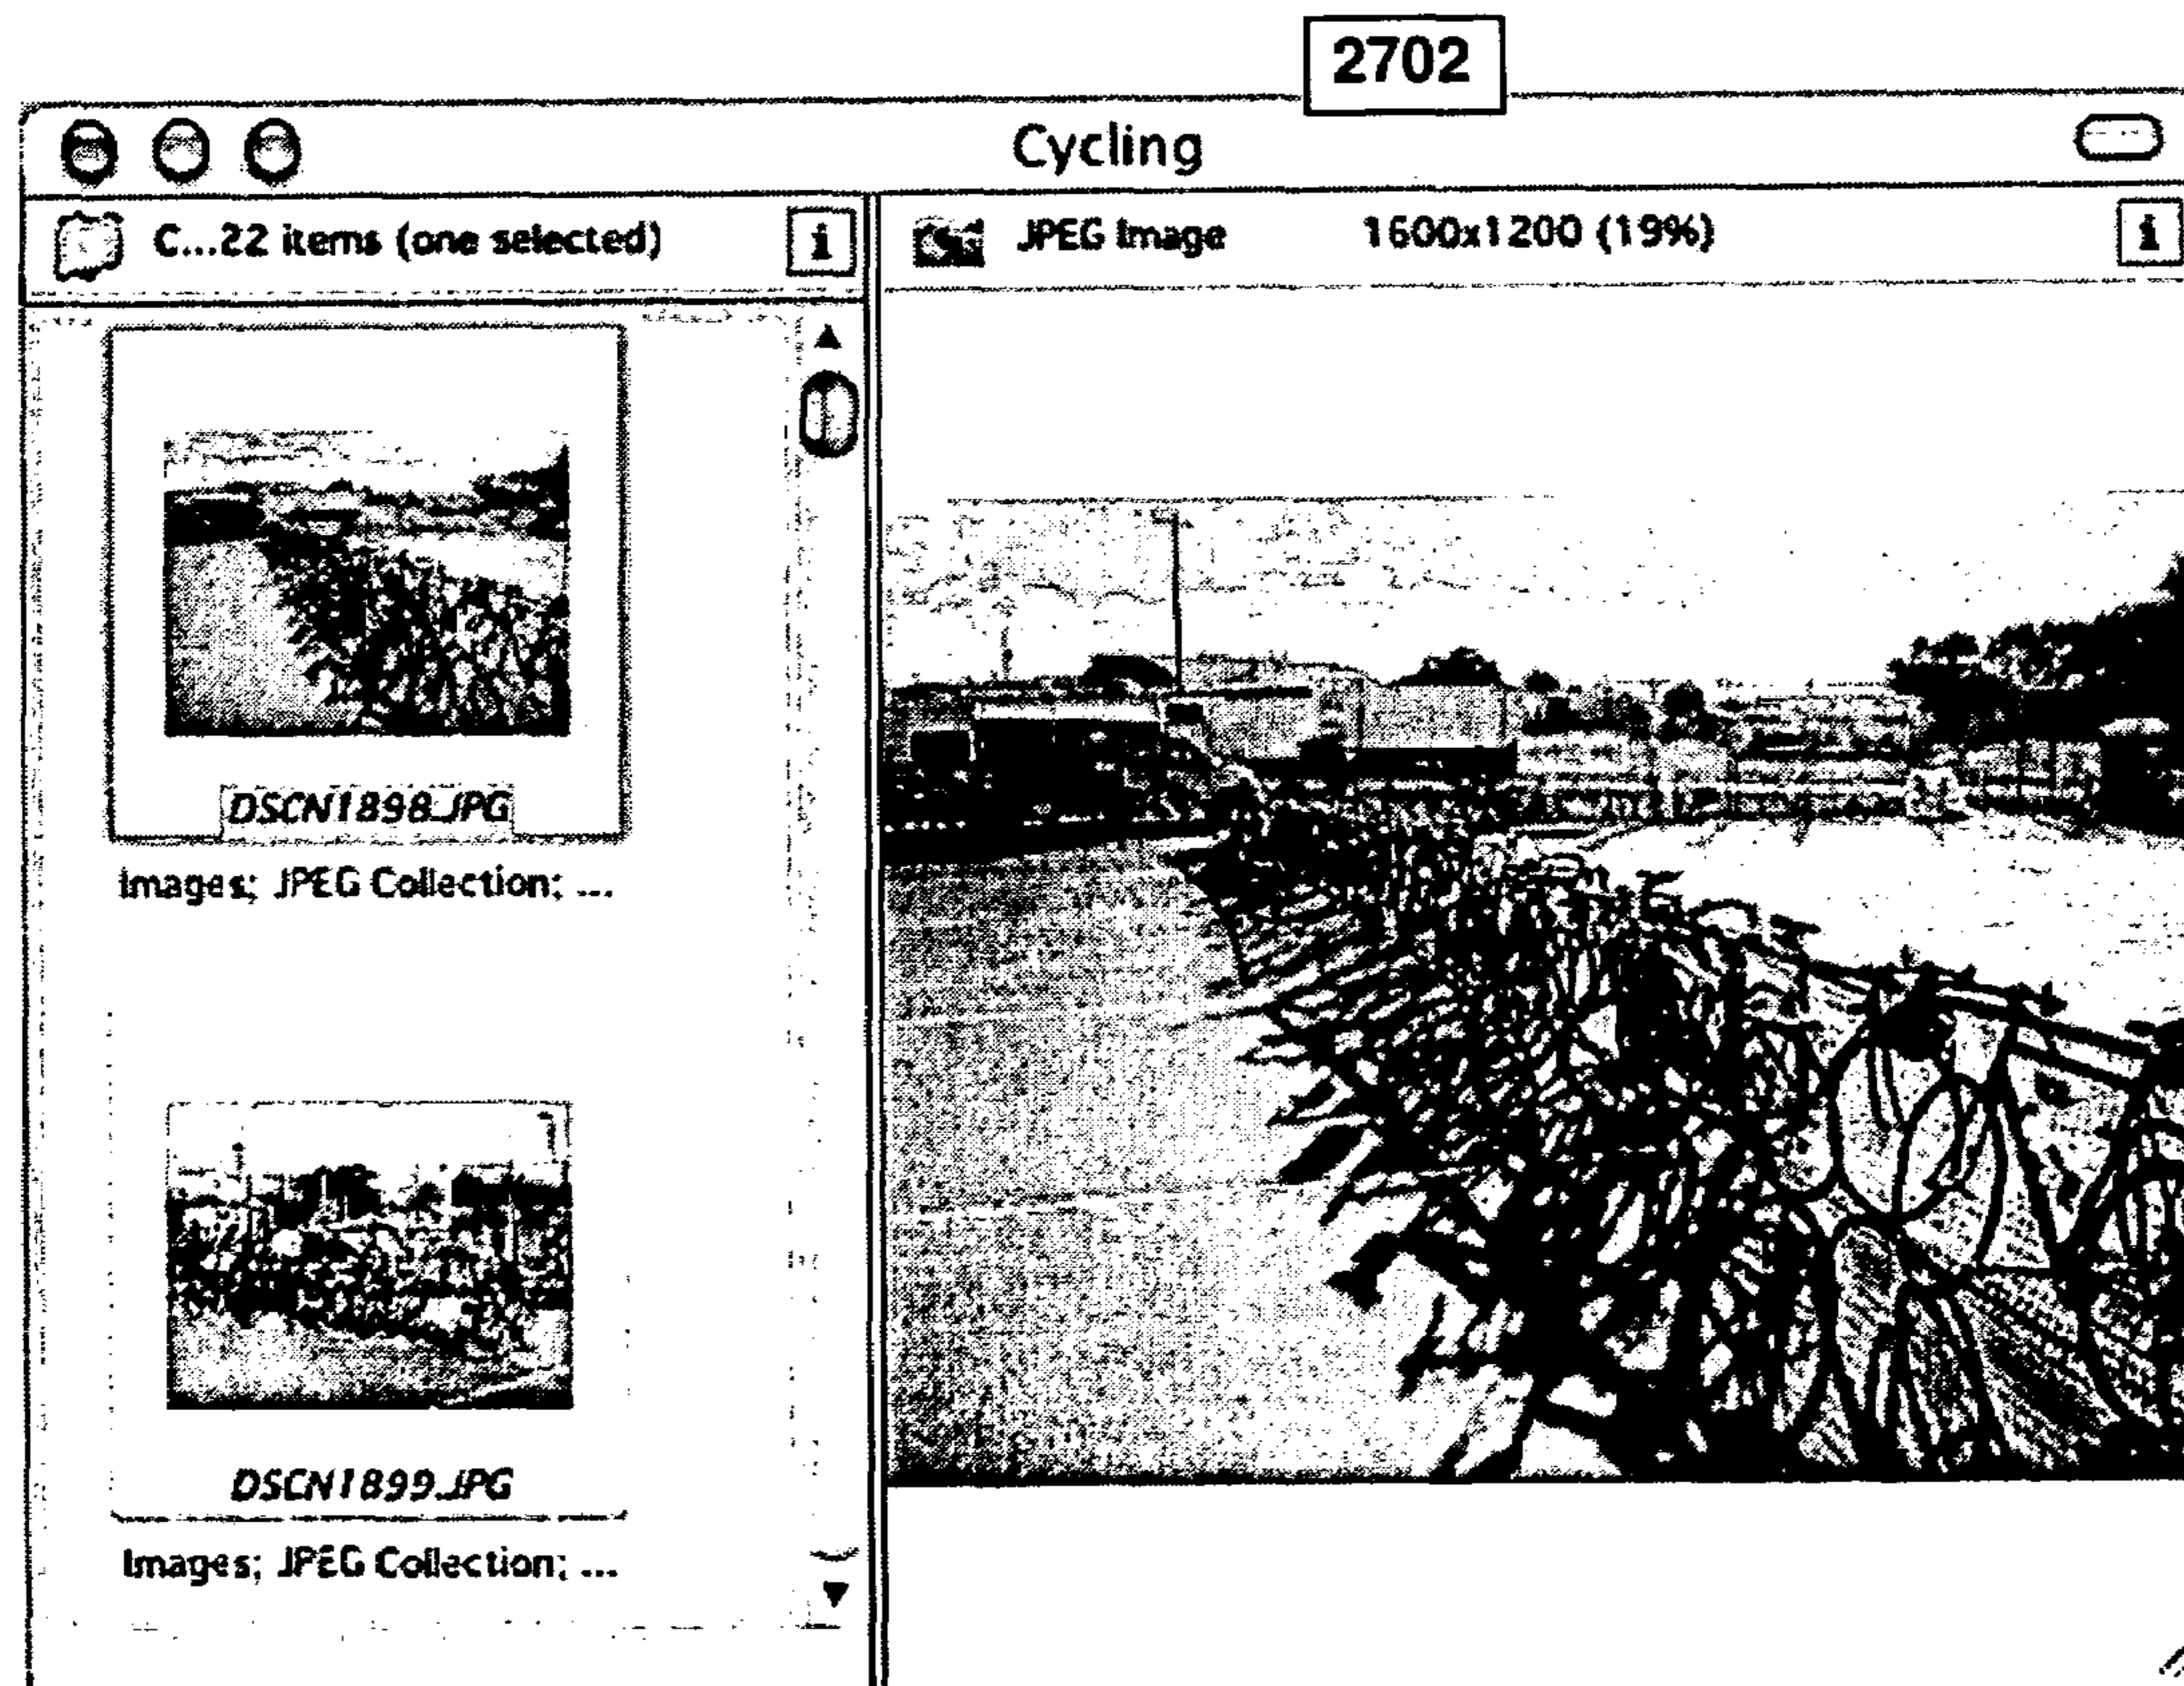 2702
Cycling
C...22 items (one selected) i
JPEG Image 1600x1200 (19%) i
DSCN1898.JPG
Images; JPEG Collection; ...
DSCN1899.JPG
Images; JPEG Collection; ...